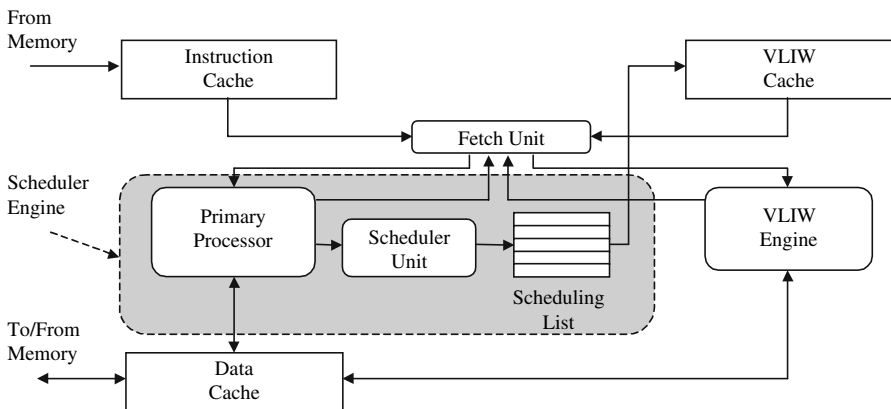 From
Memory
Instruction
Cache
VLIW
Cache
Fetch Unit
Scheduler
Engine
Primary
Processor
Scheduler
Unit
VLIW
Engine
Scheduling
List
To/From
Memory
Data
Cache